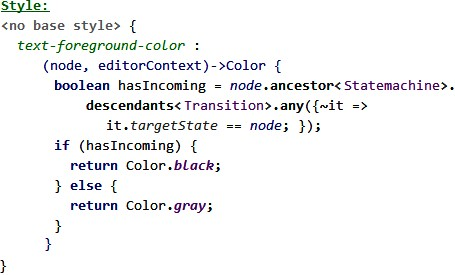 Style:
<no base style> {
text-foreground-color :
(node, editorContext)->Color {
boolean hasIncoming = node.ancestor<Statemachine>.
descendants<Transition>.any({~it =>
it.targetState == node; });
if (hasIncoming) {
return Color.black;
} else {
return Color.gray;
}
}
}